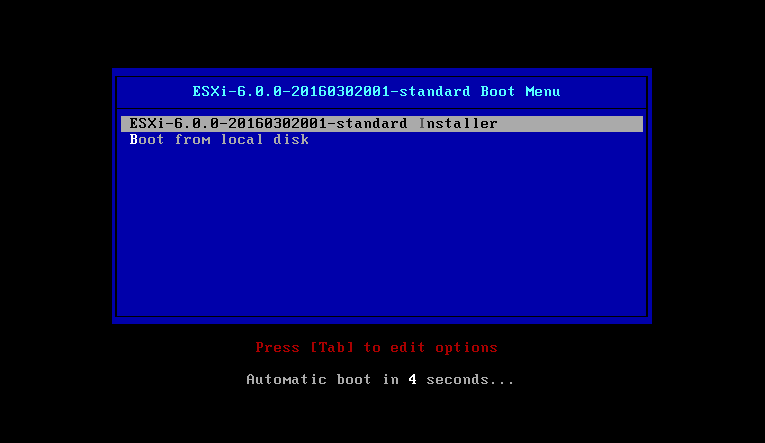 ESXi-6.0.0-20160302001-standard Boot Menu
ESXi-6.0.0-20160302001-standard Installer
Boot from local disk
Press [Tab] to edit options
Automatic boot in 4 seconds...